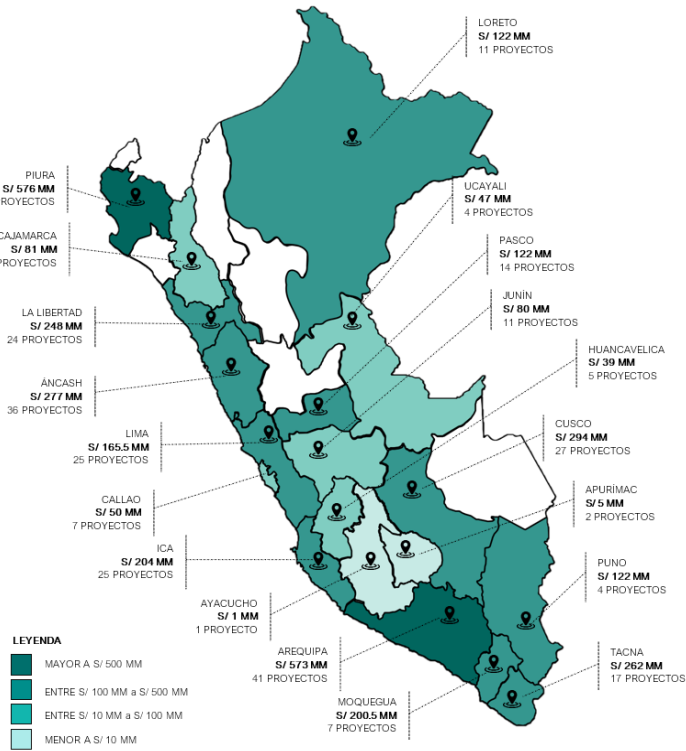 LORETO
S/ 122 MM
11 PROYECTOS
PIURA
S/ 576 MM
UCAYALI
S/ 47 MM
4 PROYECTOS
CAJAMARCA
S/ 81 MM
PROYECTOS
PASCO
S/ 122 MM
14 PROYECTOS
JUNÍN
S/ 80 MM
11 PROYECTOS
LA LIBERTAD
S/ 248 MM
24 PROYECTOS
HUANCAVELICA
S/ 39 MM
5 PROYECTOS
ÁNCASH
S/ 277 MM
36 PROYECTOS
LIMA
S/ 165.5 MM
25 PROYECTOS
CUSCO
S/ 294 MM
27 PROYECTOS
CALLAO
S/ 50 MM
7 PROYECTOS
APURÍMAC
S/ 5 MM
2 PROYECTOS
ICA
S/ 204 MM
25 PROYECTOS
PUNO
S/ 122 MM
4 PROYECTOS
AYACUCHO
S/ 1 MM
1 PROYECTO
AREQUIPA
S/ 573 MM
41 PROYECTOS
TACNA
S/ 262 MM
17 PROYECTOS
MOQUEGUA
S/ 200.5 MM
7 PROYECTOS
LEYENDA
MAYOR A S/ 500 MM
ENTRE S/ 100 MM a S/ 500 MM
ENTRE S/ 10 MM a S/ 100 MM
MENOR A S/ 10 MM